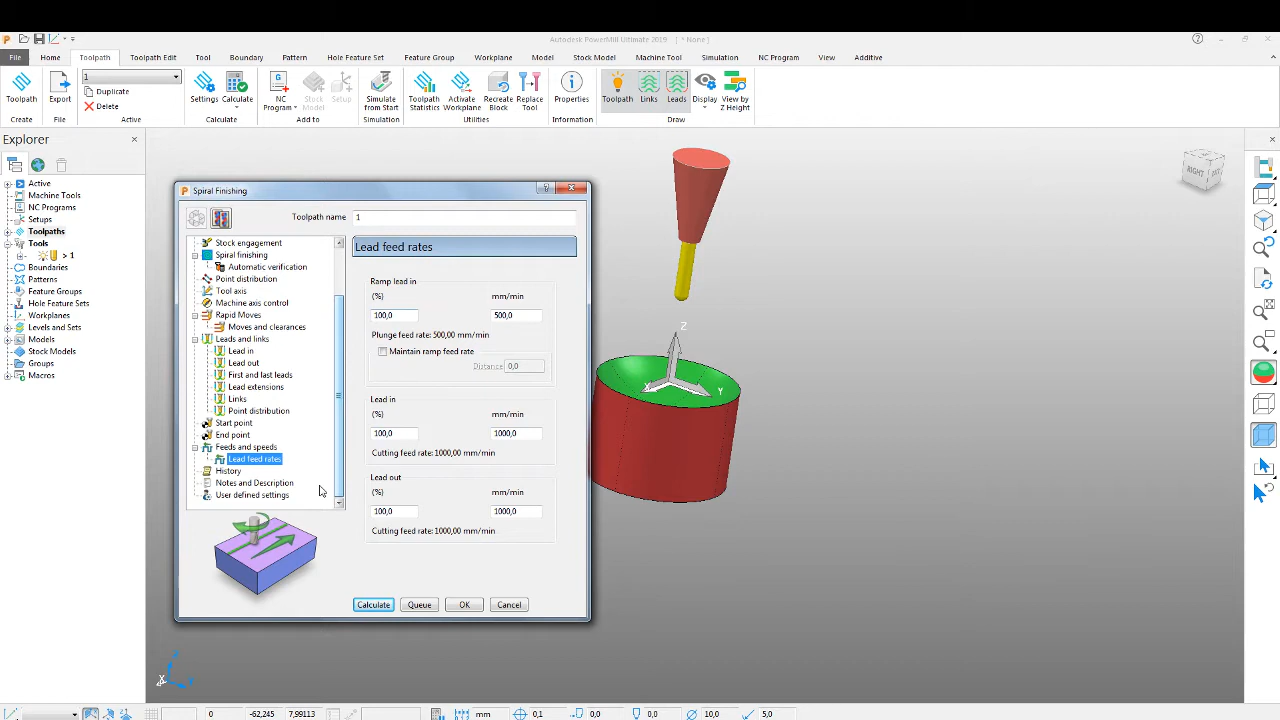 Autodesk PowerMill Ultimate 2019 - [ * None ]
File Home Toolpath Toolpath Edit Tool Boundary Pattern Hole Feature Set Feature Group Workplane Model Stock Model Machine Tool Simulation NC Program View Additive
1
Duplicate
Delete
Toolpath Export Settings Calculate NC Program Stock Model Setup Simulate from Start Toolpath Statistics Activate Workplane Recreate Block Replace Tool Properties Toolpath Links Leads Display View by Z Height
Create File Active Calculate Add to Simulation Utilities Information Draw
Explorer
Active
Machine Tools
NC Programs
Setups
Toolpaths
Tools
> 1
Boundaries
Patterns
Feature Groups
Hole Feature Sets
Workplanes
Levels and Sets
Models
Stock Models
Groups
Macros
Spiral Finishing
Toolpath name 1
Stock engagement
Spiral finishing
Automatic verification
Point distribution
Tool axis
Machine axis control
Rapid Moves
Moves and clearances
Leads and links
Lead in
Lead out
First and last leads
Lead extensions
Links
Point distribution
Start point
End point
Feeds and speeds
Lead feed rates
History
Notes and Description
User defined settings
Lead feed rates
Ramp lead in
(%) mm/min
100,0 500,0
Plunge feed rate: 500,00 mm/min
Maintain ramp feed rate
Distance 0,0
Lead in
(%) mm/min
100,0 1000,0
Cutting feed rate: 1000,00 mm/min
Lead out
(%) mm/min
100,0 1000,0
Cutting feed rate: 1000,00 mm/min
Calculate Queue OK Cancel
Z
X
Y
RIGHT
Z
X
0 -62,245 7,99113 mm 0,1 0,0 0,0 10,0 5,0